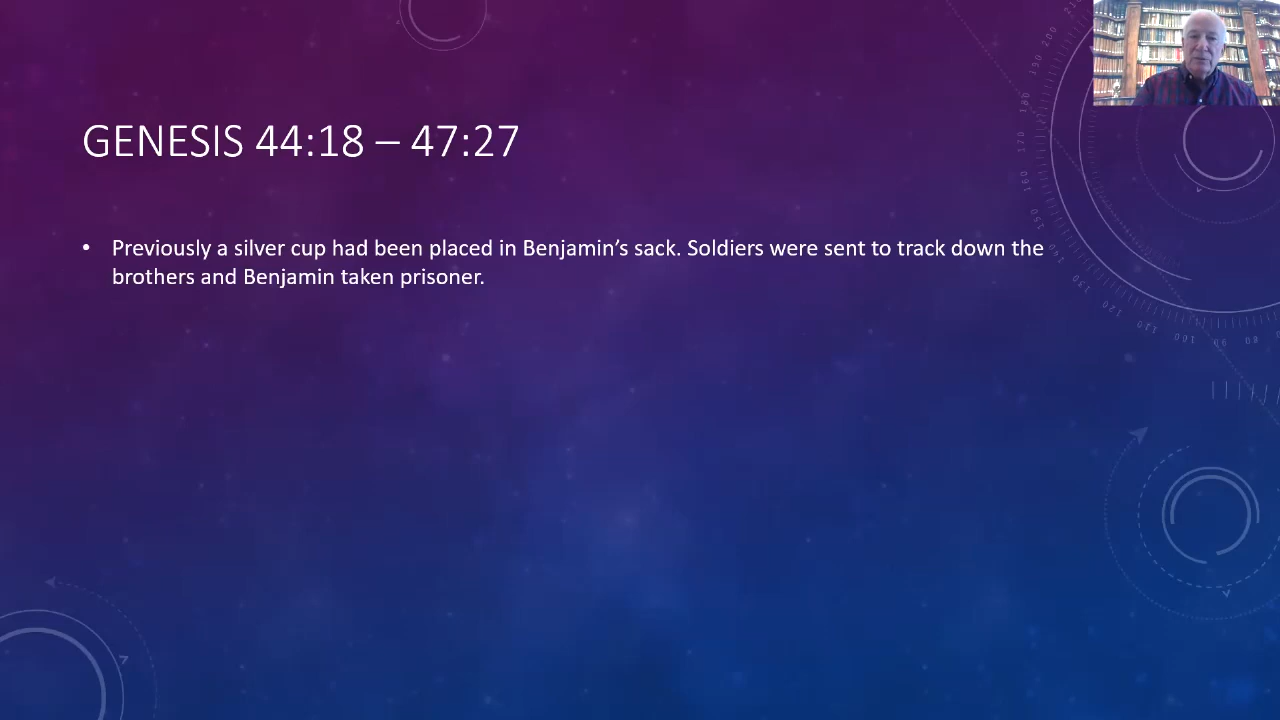 GENESIS 44:18 – 47:27
• Previously a silver cup had been placed in Benjamin’s sack. Soldiers were sent to track down the
brothers and Benjamin taken prisoner.